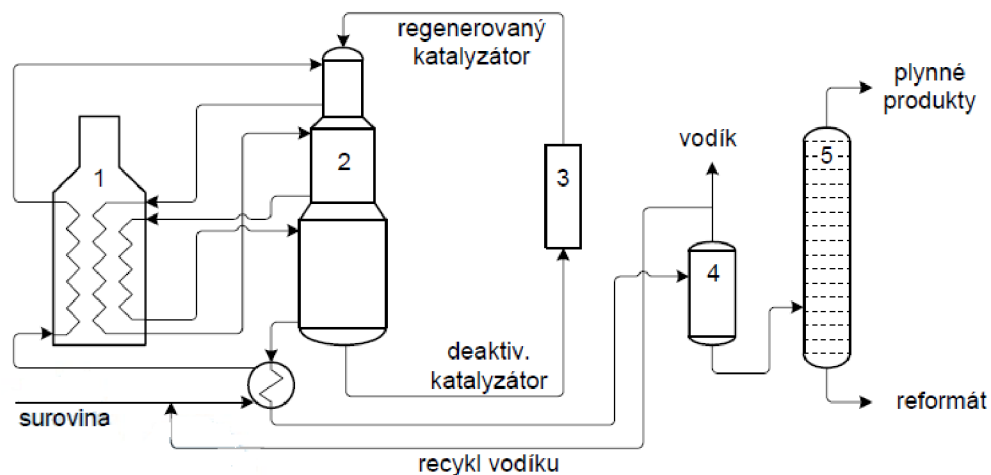 regenerovaný
katalyzátor
plynné
produkty
vodík
1
2
3
4
5
deaktiv.
katalyzátor
surovina
reformát
recykl vodíku